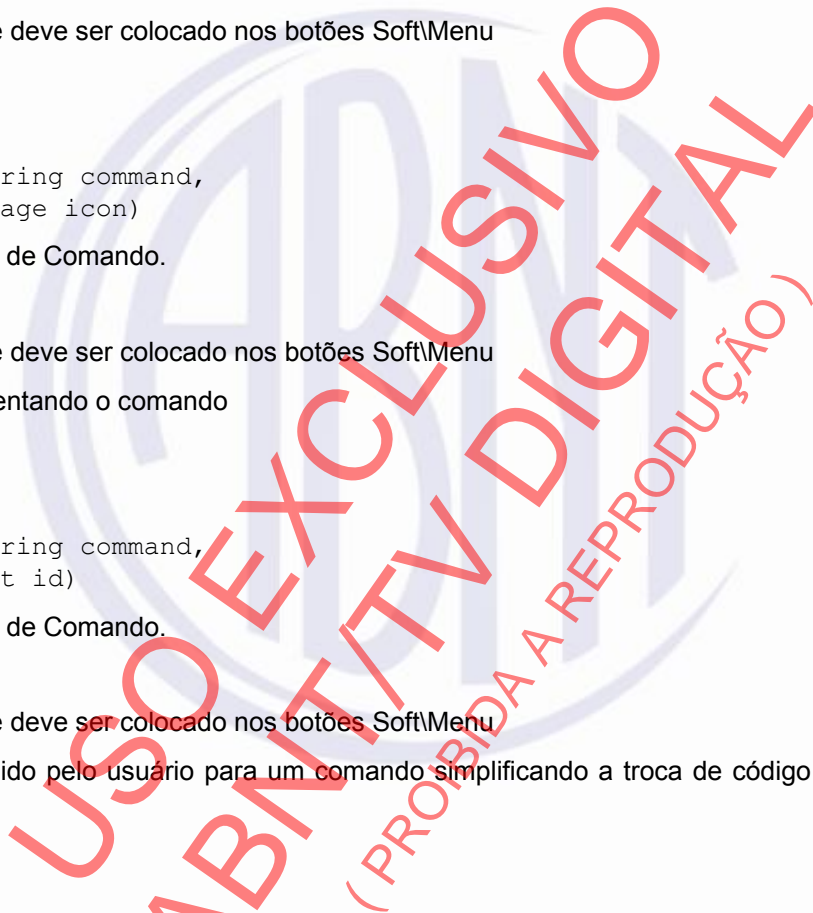 e deve ser colocado nos botões Soft\Menu
ring command,
age icon)
de Comando.
e deve ser colocado nos botões Soft\Menu
entando o comando
ring command,
t id)
de Comando.
e deve ser colocado nos botões Soft\Menu
ido pelo usuário para um comando simplificando a troca de código
USO EXCLUSIVO
ABNT/TV DIGITAL
( PROIBIDA A REPRODUÇÃO )
ABNT